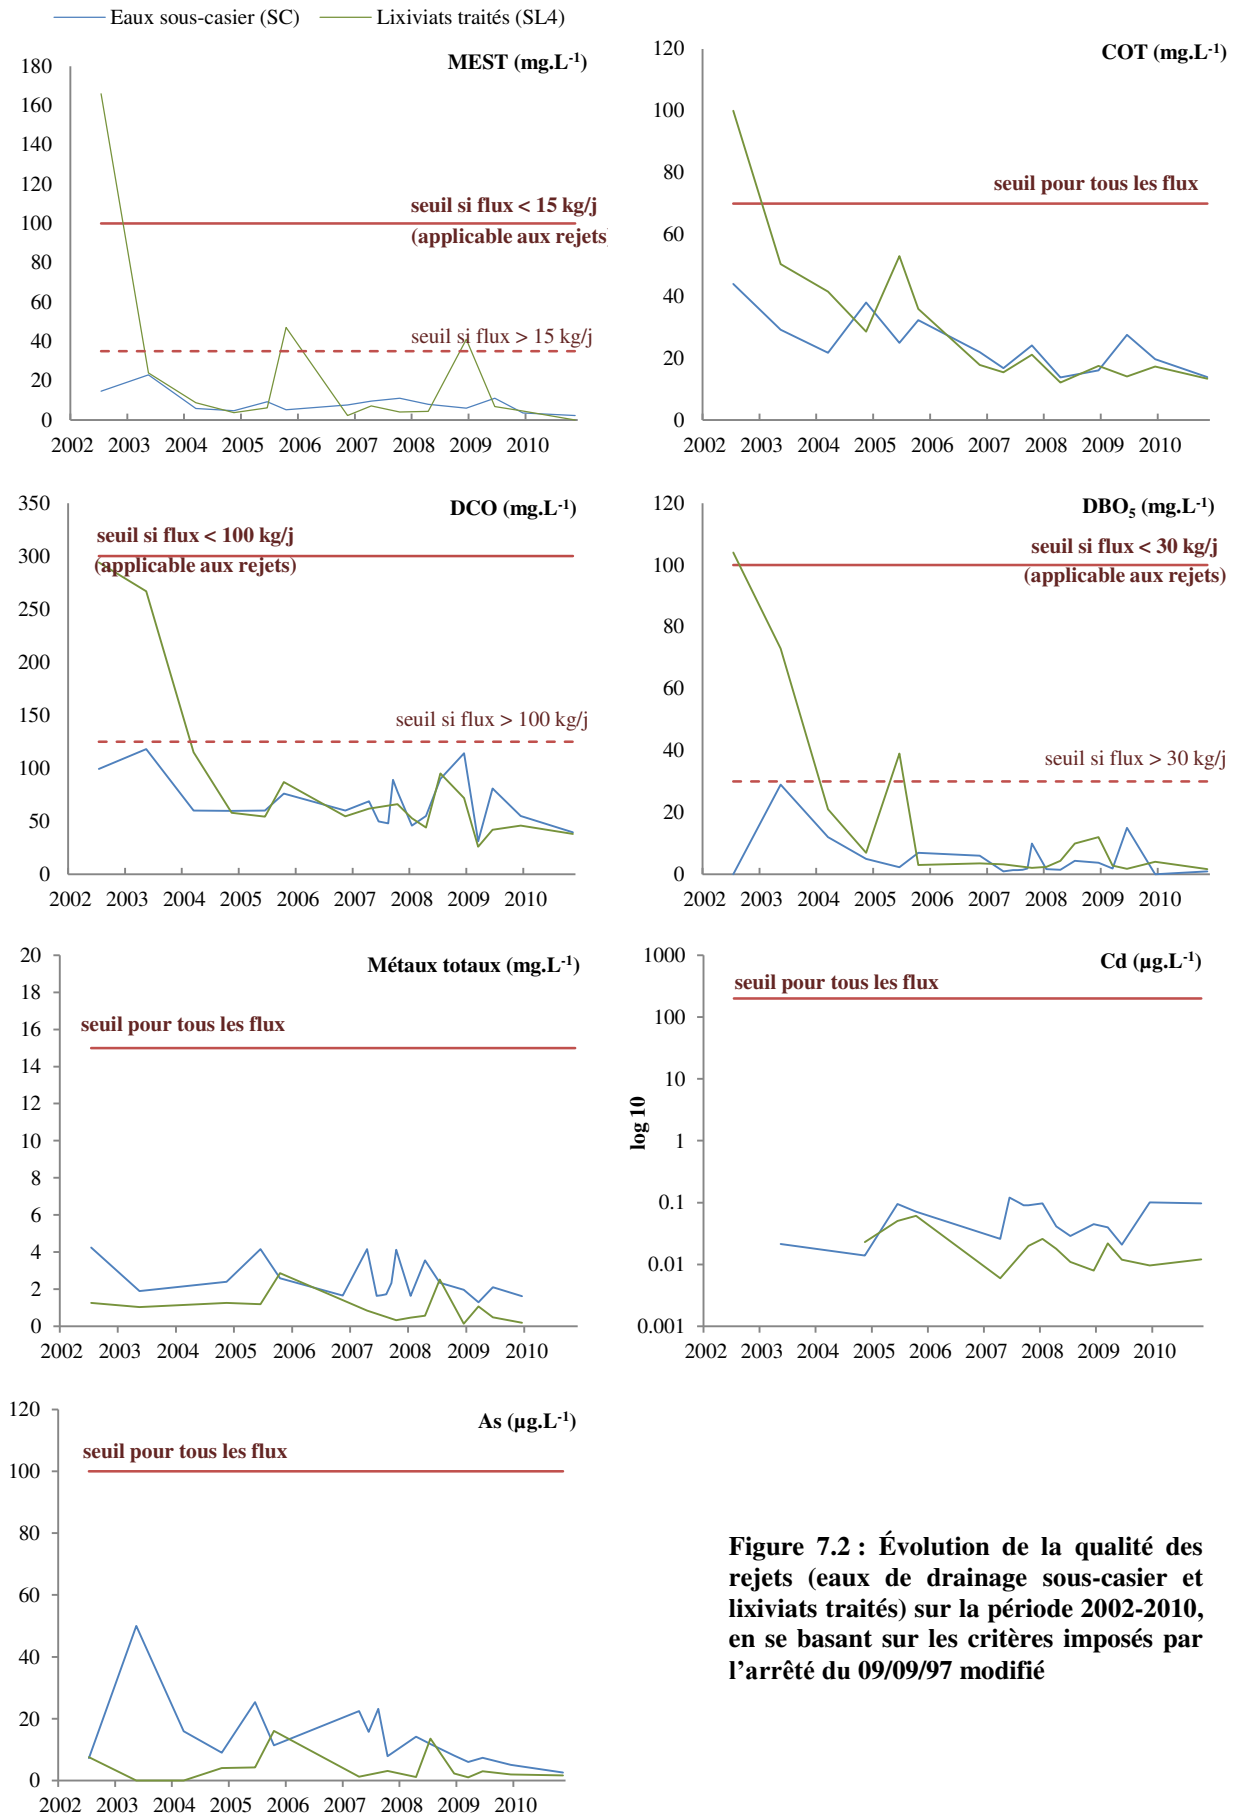 Eaux sous-casier (SC) Lixiviats traités (SL4)
MEST (mg.L-1)
180
160
140
120
100
80
60
40
20
0
seuil si flux < 15 kg/j
(applicable aux rejets)
seuil si flux > 15 kg/j
2002 2003 2004 2005 2006 2007 2008 2009 2010
COT (mg.L-1)
120
100
80
60
40
20
0
seuil pour tous les flux
2002 2003 2004 2005 2006 2007 2008 2009 2010
DCO (mg.L-1)
350
300
250
200
150
100
50
0
seuil si flux < 100 kg/j
(applicable aux rejets)
seuil si flux > 100 kg/j
2002 2003 2004 2005 2006 2007 2008 2009 2010
DBO5 (mg.L-1)
120
100
80
60
40
20
0
seuil si flux < 30 kg/j
(applicable aux rejets)
seuil si flux > 30 kg/j
2002 2003 2004 2005 2006 2007 2008 2009 2010
Métaux totaux (mg.L-1)
20
18
16
14
12
10
8
6
4
2
0
seuil pour tous les flux
2002 2003 2004 2005 2006 2007 2008 2009 2010
Cd (µg.L-1)
log 10
1000
100
10
1
0.1
0.01
0.001
seuil pour tous les flux
2002 2003 2004 2005 2006 2007 2008 2009 2010
As (µg.L-1)
120
100
80
60
40
20
0
seuil pour tous les flux
2002 2003 2004 2005 2006 2007 2008 2009 2010
Figure 7.2 : Évolution de la qualité des
rejets (eaux de drainage sous-casier et
lixiviats traités) sur la période 2002-2010,
en se basant sur les critères imposés par
l'arrêté du 09/09/97 modifié